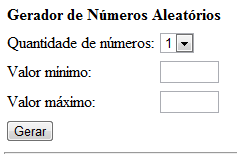 Gerador de Números Aleatórios
Quantidade de números: 1
Valor mínimo:
Valor máximo:
Gerar